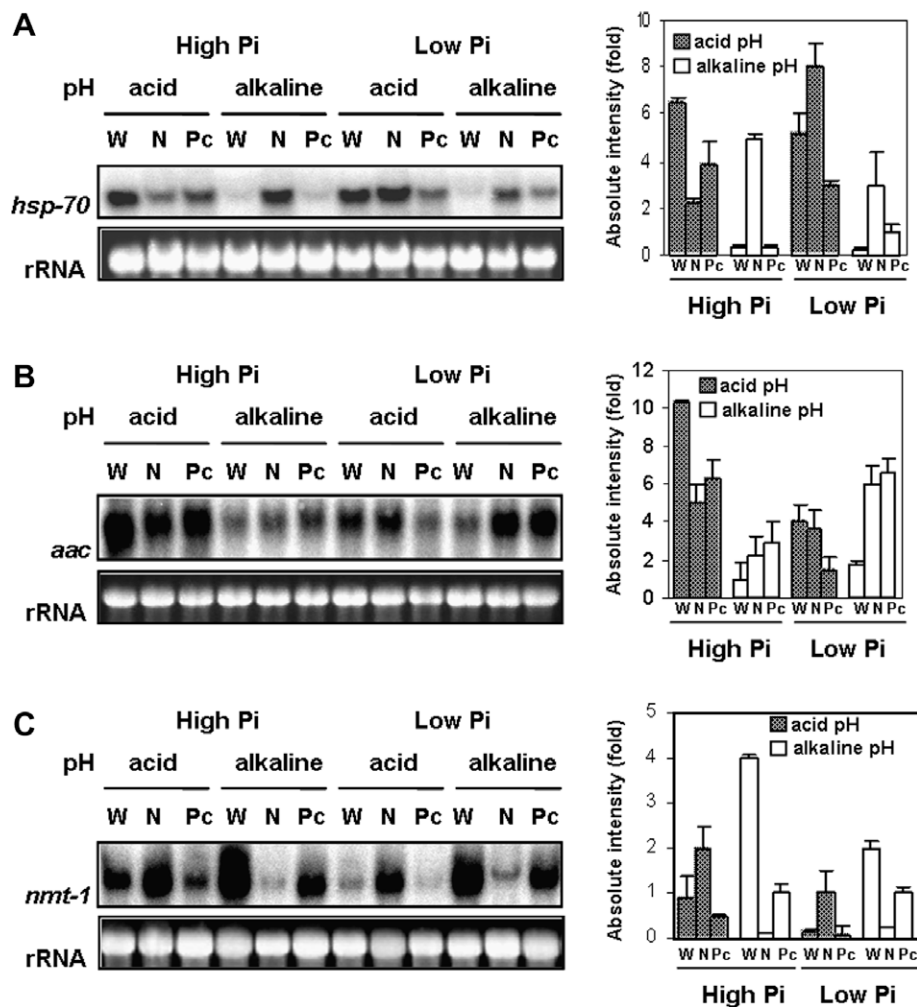 A
High Pi Low Pi
pH acid alkaline acid alkaline
W N Pc W N Pc W N Pc W N Pc
hsp-70
rRNA
Absolute intensity (fold)
10
8
6
4
2
0
acid pH
alkaline pH
W N Pc W N Pc W N Pc W N Pc
High Pi Low Pi
B
High Pi Low Pi
pH acid alkaline acid alkaline
W N Pc W N Pc W N Pc W N Pc
aac
rRNA
Absolute intensity (fold)
12
10
8
6
4
2
0
acid pH
alkaline pH
W N Pc W N Pc W N Pc W N Pc
High Pi Low Pi
C
High Pi Low Pi
pH acid alkaline acid alkaline
W N Pc W N Pc W N Pc W N Pc
nmt-1
rRNA
Absolute intensity (fold)
5
4
3
2
1
0
acid pH
alkaline pH
W N Pc W N Pc W N Pc W N Pc
High Pi Low Pi